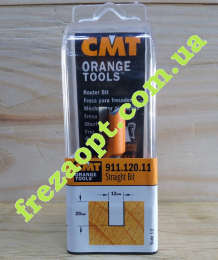 CMT
ORANGE
TOOLS
Router Bit
Fresa para fresadora
CMT
ORANGE
TOOLS
911.120.11
Straight Bit
12mm
20mm
frezaopt.com.ua